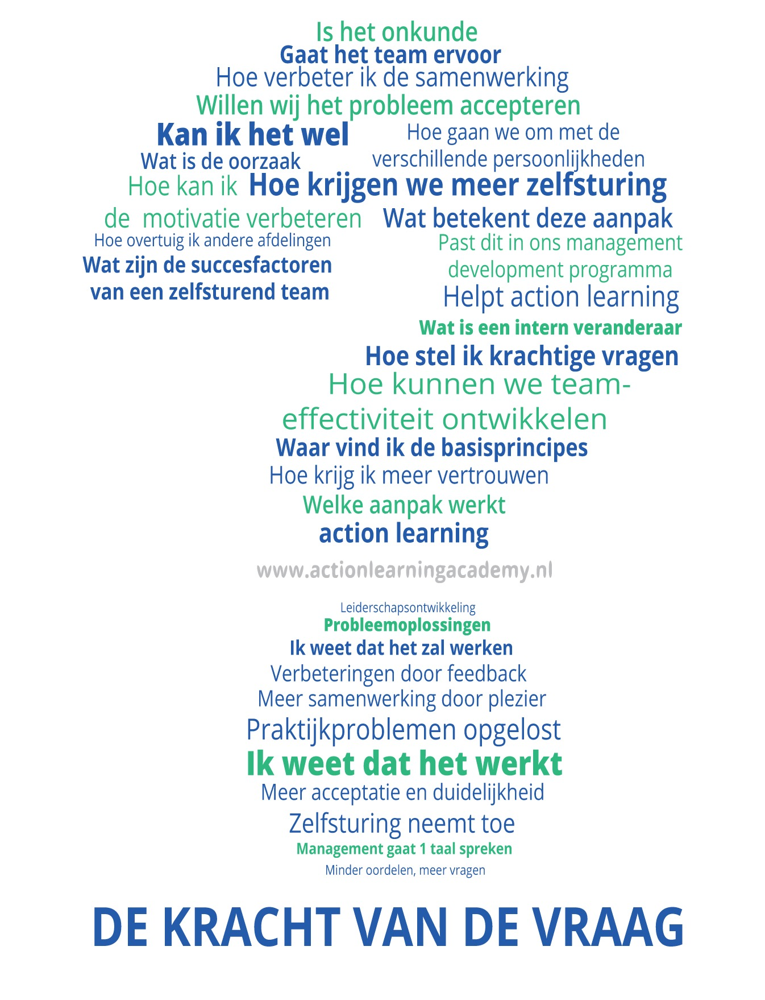 Is het onkunde
Gaat het team ervoor
Hoe verbeter ik de samenwerking
Willen wij het probleem accepteren
Kan ik het wel
Hoe gaan we om met de
verschillende persoonlijkheden
Wat is de oorzaak
Hoe kan ik
de motivatie verbeteren
Hoe krijgen we meer zelfsturing
Wat betekent deze aanpak
Hoe overtuig ik andere afdelingen
Past dit in ons management
development programma
Wat zijn de succesfactoren
van een zelfsturend team
Helpt action learning
Wat is een intern veranderaar
Hoe stel ik krachtige vragen
Hoe kunnen we team-
effectiviteit ontwikkelen
Waar vind ik de basisprincipes
Hoe krijg ik meer vertrouwen
Welke aanpak werkt
action learning
www.actionlearningacademy.nl
Leiderschapsontwikkeling
Probleemoplossingen
Ik weet dat het zal werken
Verbeteringen door feedback
Meer samenwerking door plezier
Praktijkproblemen opgelost
Ik weet dat het werkt
Meer acceptatie en duidelijkheid
Zelfsturing neemt toe
Management gaat 1 taal spreken
Minder oordelen, meer vragen
DE KRACHT VAN DE VRAAG